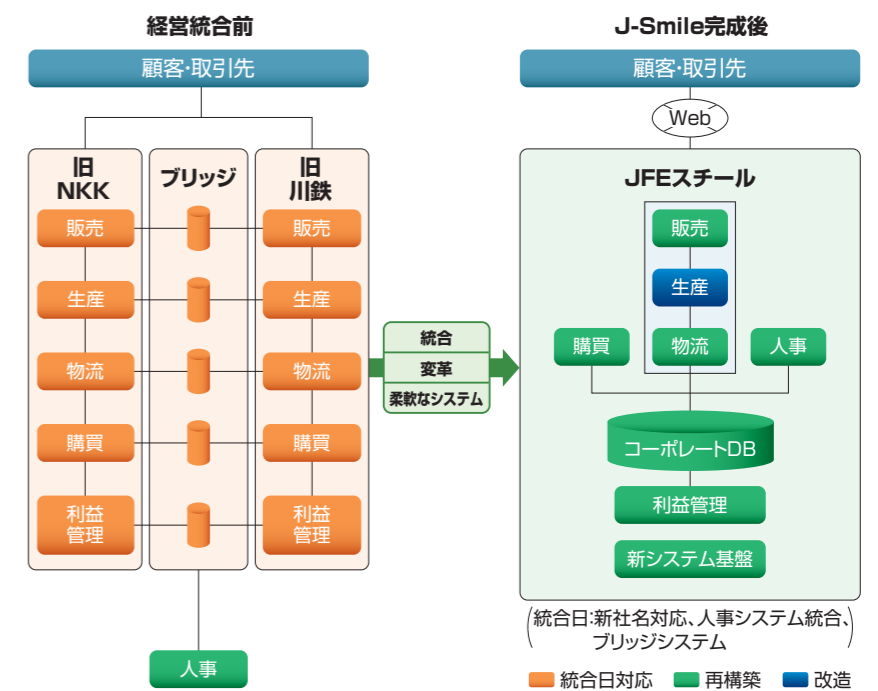 経営統合前
顧客・取引先
旧
NKK
ブリッジ
旧
川鉄
販売
販売
生産
生産
物流
物流
購買
購買
利益
管理
利益
管理
人事
統合
変革
柔軟なシステム
J-Smile完成後
顧客・取引先
Web
JFEスチール
販売
生産
購買
物流
人事
コーポレートDB
利益管理
新システム基盤
(統合日:新社名対応、人事システム統合、
ブリッジシステム)
統合日対応 再構築 改造